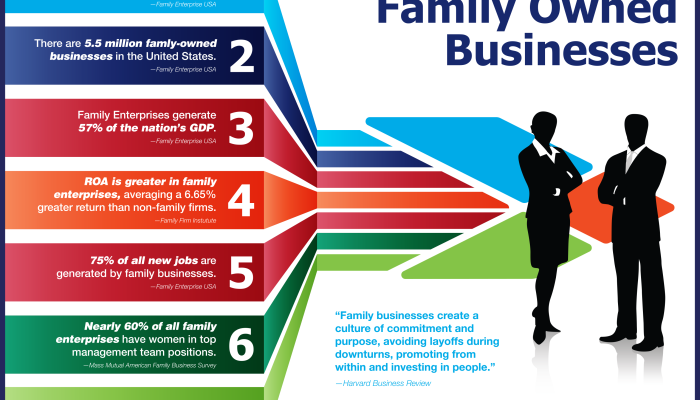 —Family Enterprise USA
Family Owned
Businesses
There are 5.5 million famly-owned
businesses in the United States.
—Family Enterprise USA
2
Family Enterprises generate
57% of the nation's GDP.
—Family Enterprise USA
3
ROA is greater in family
enterprises, averaging a 6.65%
greater return than non-family firms.
—Family Firm Instutute
4
75% of all new jobs are
generated by family businesses.
—Family Enterprise USA
5
Nearly 60% of all family
enterprises have women in top
management team positions.
—Mass Mutual American Family Business Survey
6
“Family businesses create a
culture of commitment and
purpose, avoiding layoffs during
downturns, promoting from
within and investing in people.”
—Harvard Business Review